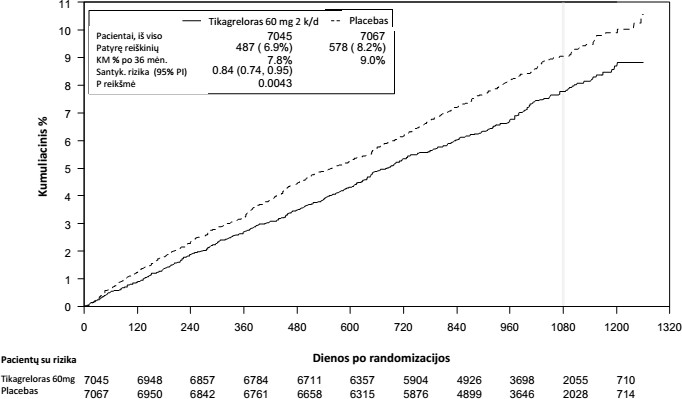 Tikagreloras 60 mg 2 k/d Placebas
Pacientai, iš viso 7045 7067
Patyrę reiškinių 487 ( 6.9%) 578 ( 8.2%)
KM % po 36 mėn. 7.8% 9.0%
Santyk. rizika (95% PI) 0.84 (0.74, 0.95)
P reikšmė 0.0043
Kumuliacinis %
11
10
9
8
7
6
5
4
3
2
1
0
0 120 240 360 480 600 720 840 960 1080 1200 1320
Dienos po randomizacijos
Pacientų su rizika
Tikagreloras 60mg 7045 6948 6857 6784 6711 6357 5904 4926 3698 2055 710
Placebas 7067 6950 6842 6761 6658 6315 5876 4899 3646 2028 714